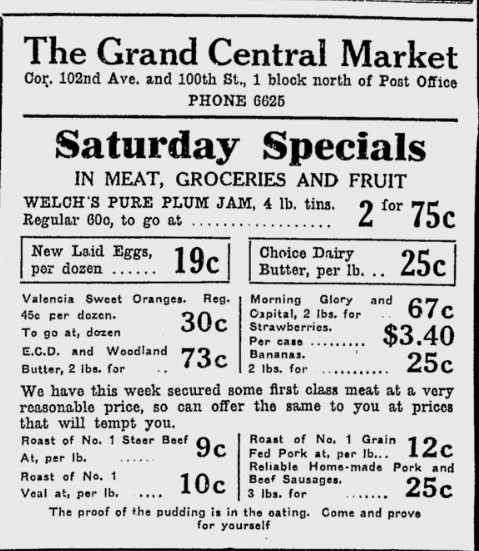 The Grand Central Market
Cor. 102nd Ave. and 100th St., 1 block north of Post Office
PHONE 6625
Saturday Specials
IN MEAT, GROCERIES AND FRUIT
WELCH'S PURE PLUM JAM, 4 lb. tins.
Regular 60c, to go at .................. 2 for 75c
New Laid Eggs,
per dozen ...... 19c
Choice Dairy
Butter, per lb. .. 25c
Valencia Sweet Oranges. Reg.
45c per dozen.
To go at, dozen 30c
E.C.D. and Woodland
Butter, 2 lbs. for .. 73c
Morning Glory and
Capital, 2 lbs. for .. 67c
Strawberries.
Per case ......... $3.40
Bananas.
2 lbs. for ........... 25c
We have this week secured some first class meat at a very
reasonable price, so can offer the same to you at prices
that will tempt you.
Roast of No. 1 Steer Beef
At, per lb. ...... 9c
Roast of No. 1
Veal at, per lb. .... 10c
Roast of No. 1 Grain
Fed Pork at, per lb... 12c
Reliable Home-made Pork and
Beef Sausages.
3 lbs. for ....... 25c
The proof of the pudding is in the eating. Come and prove
for yourself